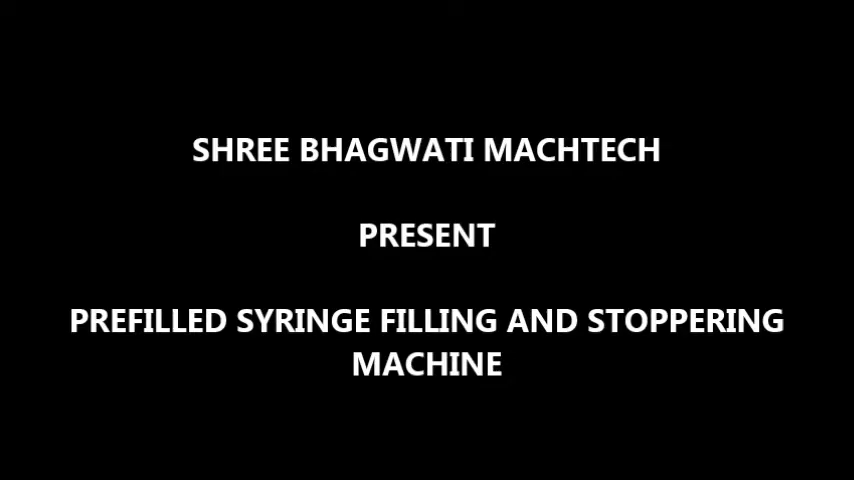 SHREE BHAGWATI MACHTECH
PRESENT
PREFILLED SYRINGE FILLING AND STOPPERING
MACHINE